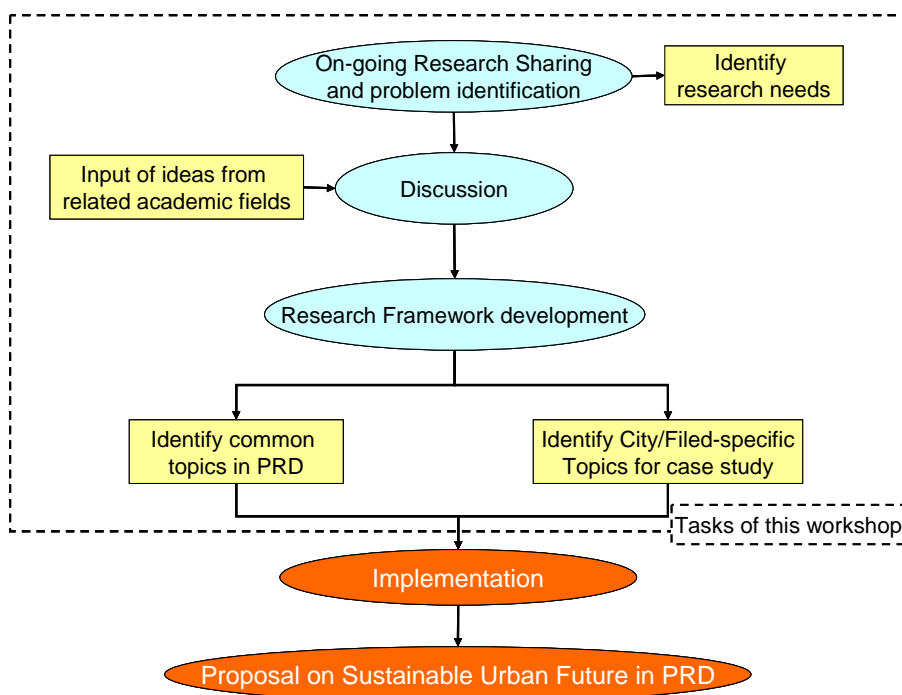 On-going Research Sharing
and problem identification
Identify
research needs
Input of ideas from
related academic fields
Discussion
Research Framework development
Identify common
topics in PRD
Identify City/Filed-specific
Topics for case study
Tasks of this workshop
Implementation
Proposal on Sustainable Urban Future in PRD